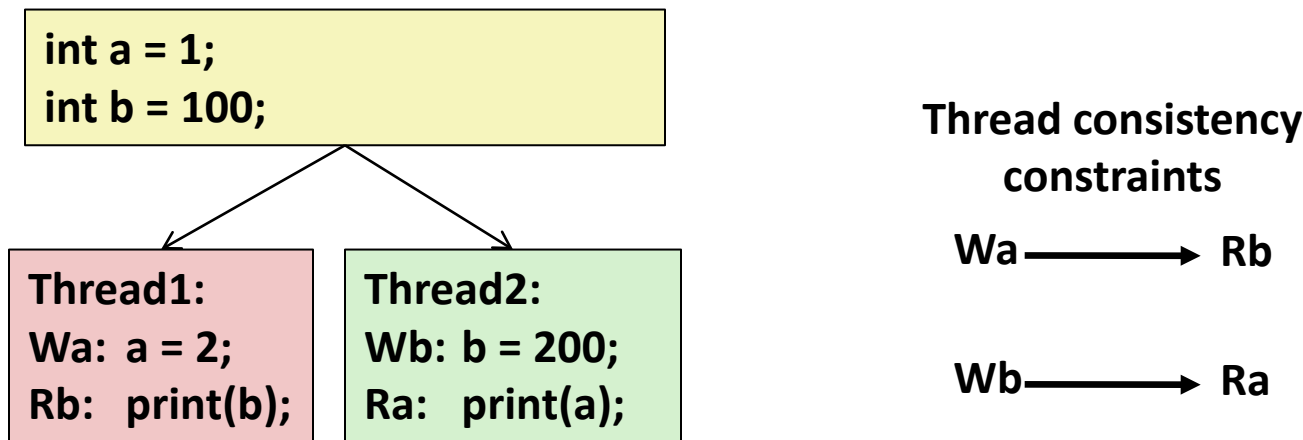 int a = 1;
int b = 100;
Thread1:
Wa: a = 2;
Rb: print(b);
Thread2:
Wb: b = 200;
Ra: print(a);
Thread consistency
constraints
Wa Rb
Wb Ra